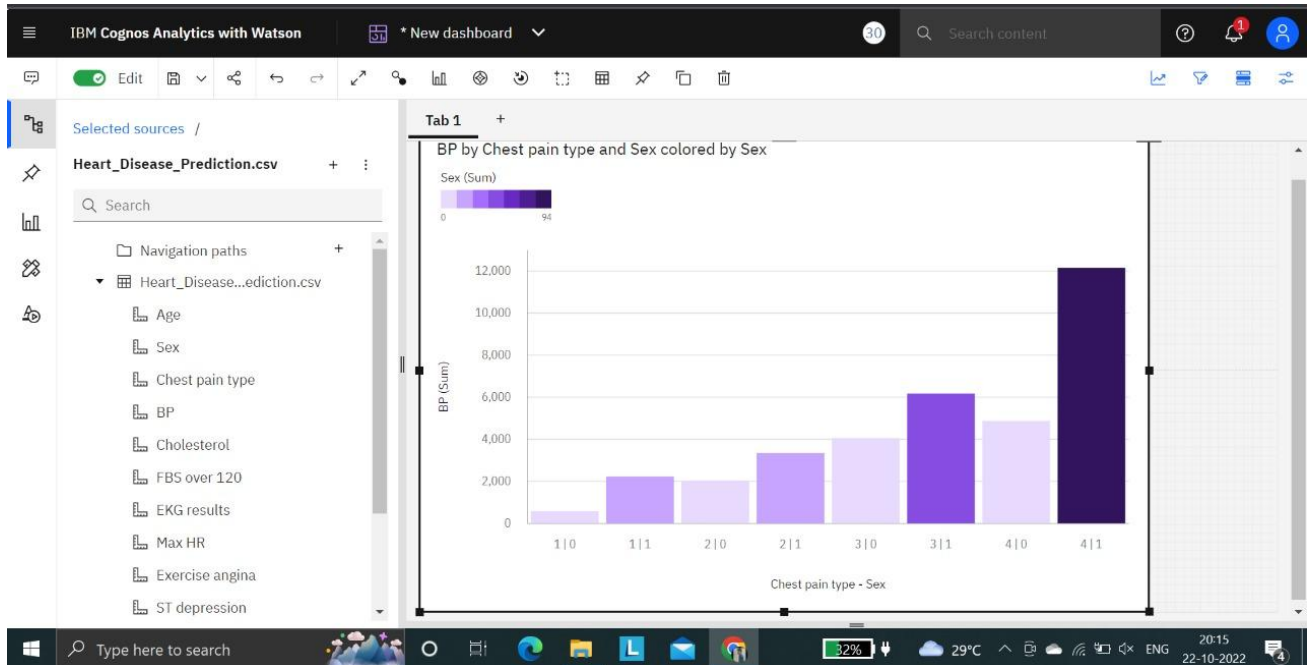 IBM Cognos Analytics with Watson
* New dashboard
30
Search content
1
Edit
Selected sources /
Heart_Disease_Prediction.csv
Search
Navigation paths
Heart_Disease...ediction.csv
Age
Sex
Chest pain type
BP
Cholesterol
FBS over 120
EKG results
Max HR
Exercise angina
ST depression
Tab 1
BP by Chest pain type and Sex colored by Sex
Sex (Sum)
0 94
BP (Sum)
12,000
10,000
8,000
6,000
4,000
2,000
0
1|0 1|1 2|0 2|1 3|0 3|1 4|0 4|1
Chest pain type - Sex
Type here to search
L
32%
29°C
ENG
20:15
22-10-2022
4